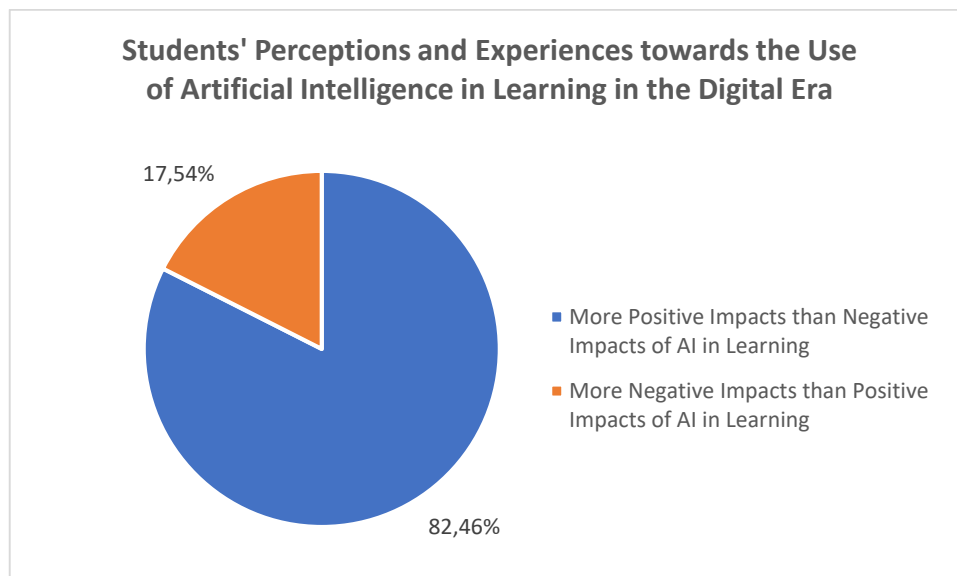 Students' Perceptions and Experiences towards the Use
of Artificial Intelligence in Learning in the Digital Era
17,54%
More Positive Impacts than Negative
Impacts of AI in Learning
More Negative Impacts than Positive
Impacts of AI in Learning
82,46%